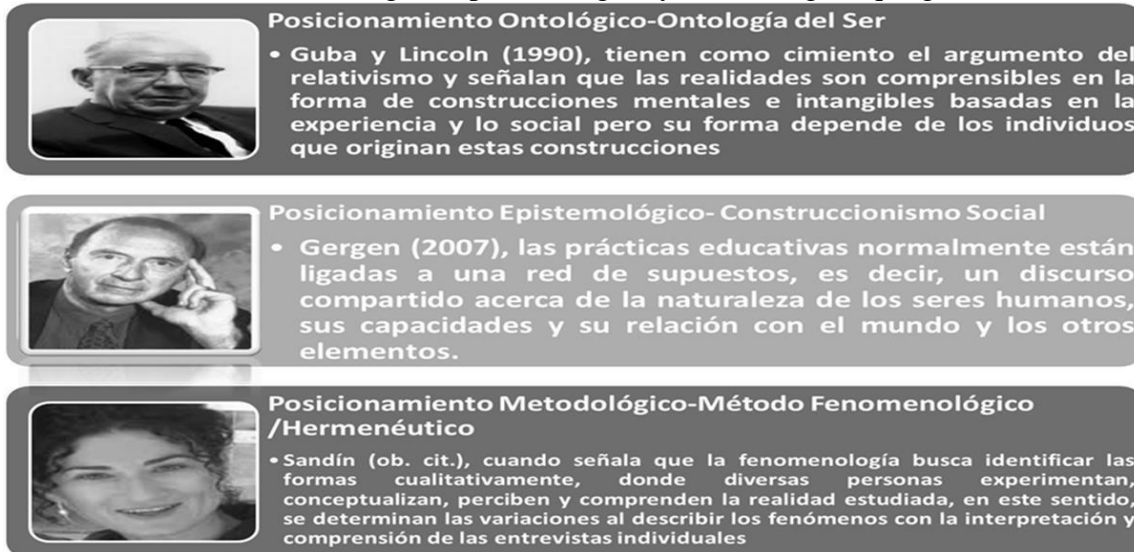 Posicionamiento Ontológico-Ontología del Ser
• Guba y Lincoln (1990), tienen como cimiento el argumento del
relativismo y señalan que las realidades son comprensibles en la
forma de construcciones mentales e intangibles basadas en la
experiencia y lo social pero su forma depende de los individuos
que originan estas construcciones
Posicionamiento Epistemológico- Construccionismo Social
• Gergen (2007), las prácticas educativas normalmente están
ligadas a una red de supuestos, es decir, un discurso
compartido acerca de la naturaleza de los seres humanos,
sus capacidades y su relación con el mundo y los otros
elementos.
Posicionamiento Metodológico-Método Fenomenológico
/Hermenéutico
• Sandín (ob. cit.), cuando señala que la fenomenología busca identificar las
formas cualitativamente, donde diversas personas experimentan,
conceptualizan, perciben y comprenden la realidad estudiada, en este sentido,
se determinan las variaciones al describir los fenómenos con la interpretación y
comprensión de las entrevistas individuales